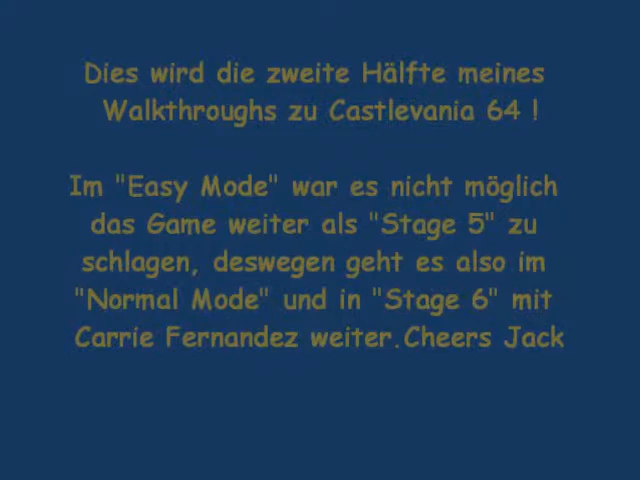 Dies wird die zweite Hälfte meines
Walkthroughs zu Castlevania 64 !
Im "Easy Mode" war es nicht möglich
das Game weiter als "Stage 5" zu
schlagen, deswegen geht es also im
"Normal Mode" und in "Stage 6" mit
Carrie Fernandez weiter.Cheers Jack